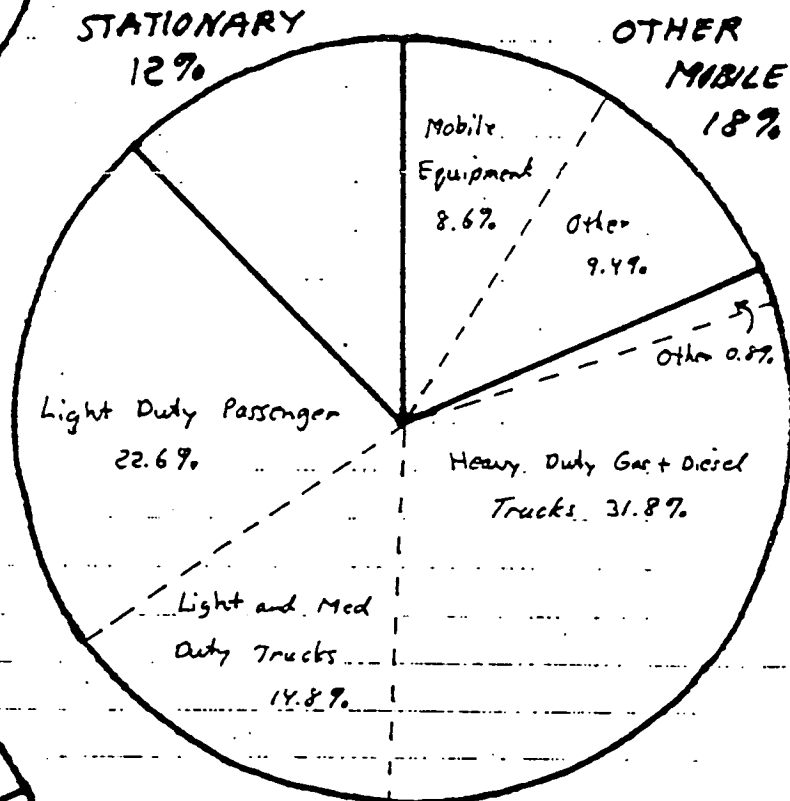 STATIONARY
12%
OTHER
MOBILE
18%
Mobile
Equipment
8.6%
Other
9.4%
Other 0.8%
Light Duty Passenger
22.6%
Heavy Duty Gas + Diesel
Trucks 31.8%
Light and Med
Duty Trucks
14.8%